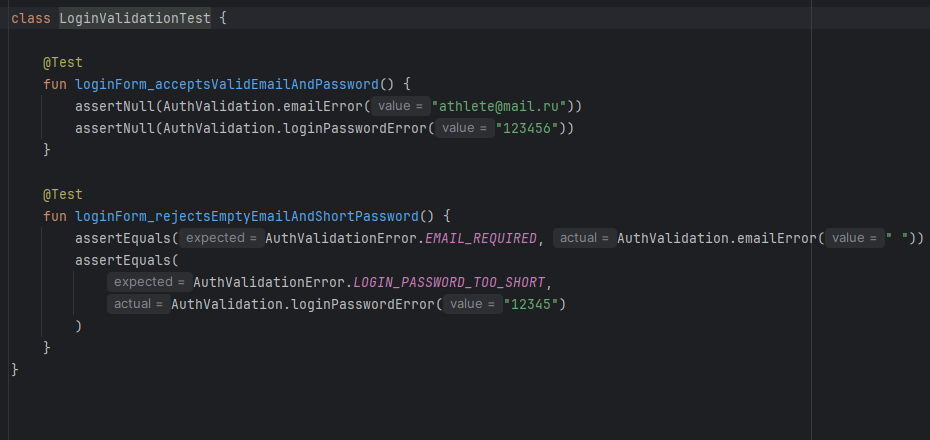 class LoginValidationTest {
@Test
fun loginForm_acceptsValidEmailAndPassword() {
assertNull(AuthValidation.emailError( value = "athlete@mail.ru"))
assertNull(AuthValidation.loginPasswordError( value = "123456"))
}
@Test
fun loginForm_rejectsEmptyEmailAndShortPassword() {
assertEquals( expected = AuthValidationError.EMAIL_REQUIRED, actual = AuthValidation.emailError( value = " "))
assertEquals(
expected = AuthValidationError.LOGIN_PASSWORD_TOO_SHORT,
actual = AuthValidation.loginPasswordError( value = "12345")
)
}
}